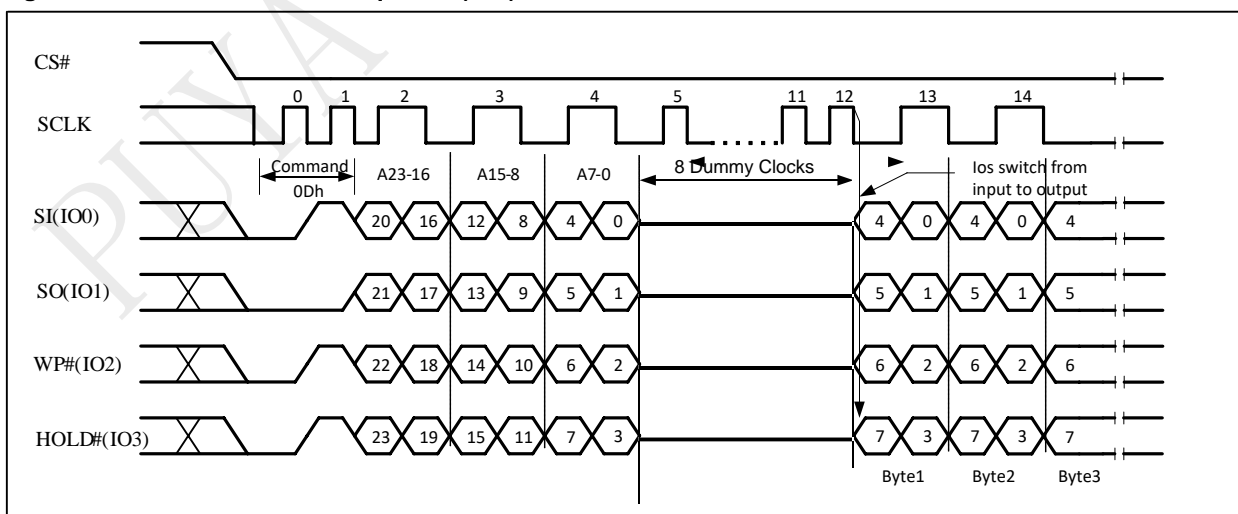 PUYA
CS#
SCLK
0 1 2 3 4 5 11 12 13 14
Command
0Dh
A23-16 A15-8 A7-0
8 Dummy Clocks
Ios switch from
input to output
SI(IO0)
20 16 12 8 4 0 4 0 4 0 4
SO(IO1)
21 17 13 9 5 1 5 1 5 1 5
WP#(IO2)
22 18 14 10 6 2 6 2 6 2 6
HOLD#(IO3)
23 19 15 11 7 3 7 3 7 3 7
Byte1 Byte2 Byte3